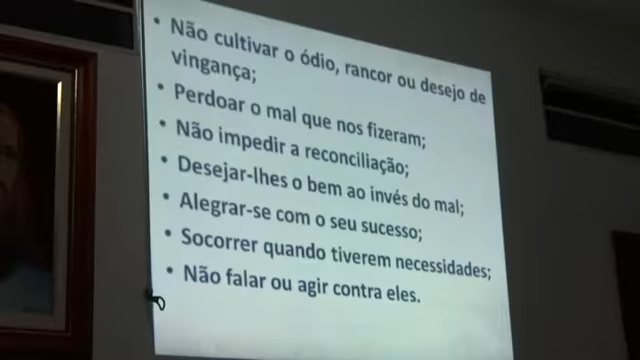 • Não cultivar o ódio, rancor ou desejo de
vingança;
• Perdoar o mal que nos fizeram;
• Não impedir a reconciliação;
• Desejar-lhes o bem ao invés do mal;
• Alegrar-se com o seu sucesso;
• Socorrer quando tiverem necessidades;
• Não falar ou agir contra eles.